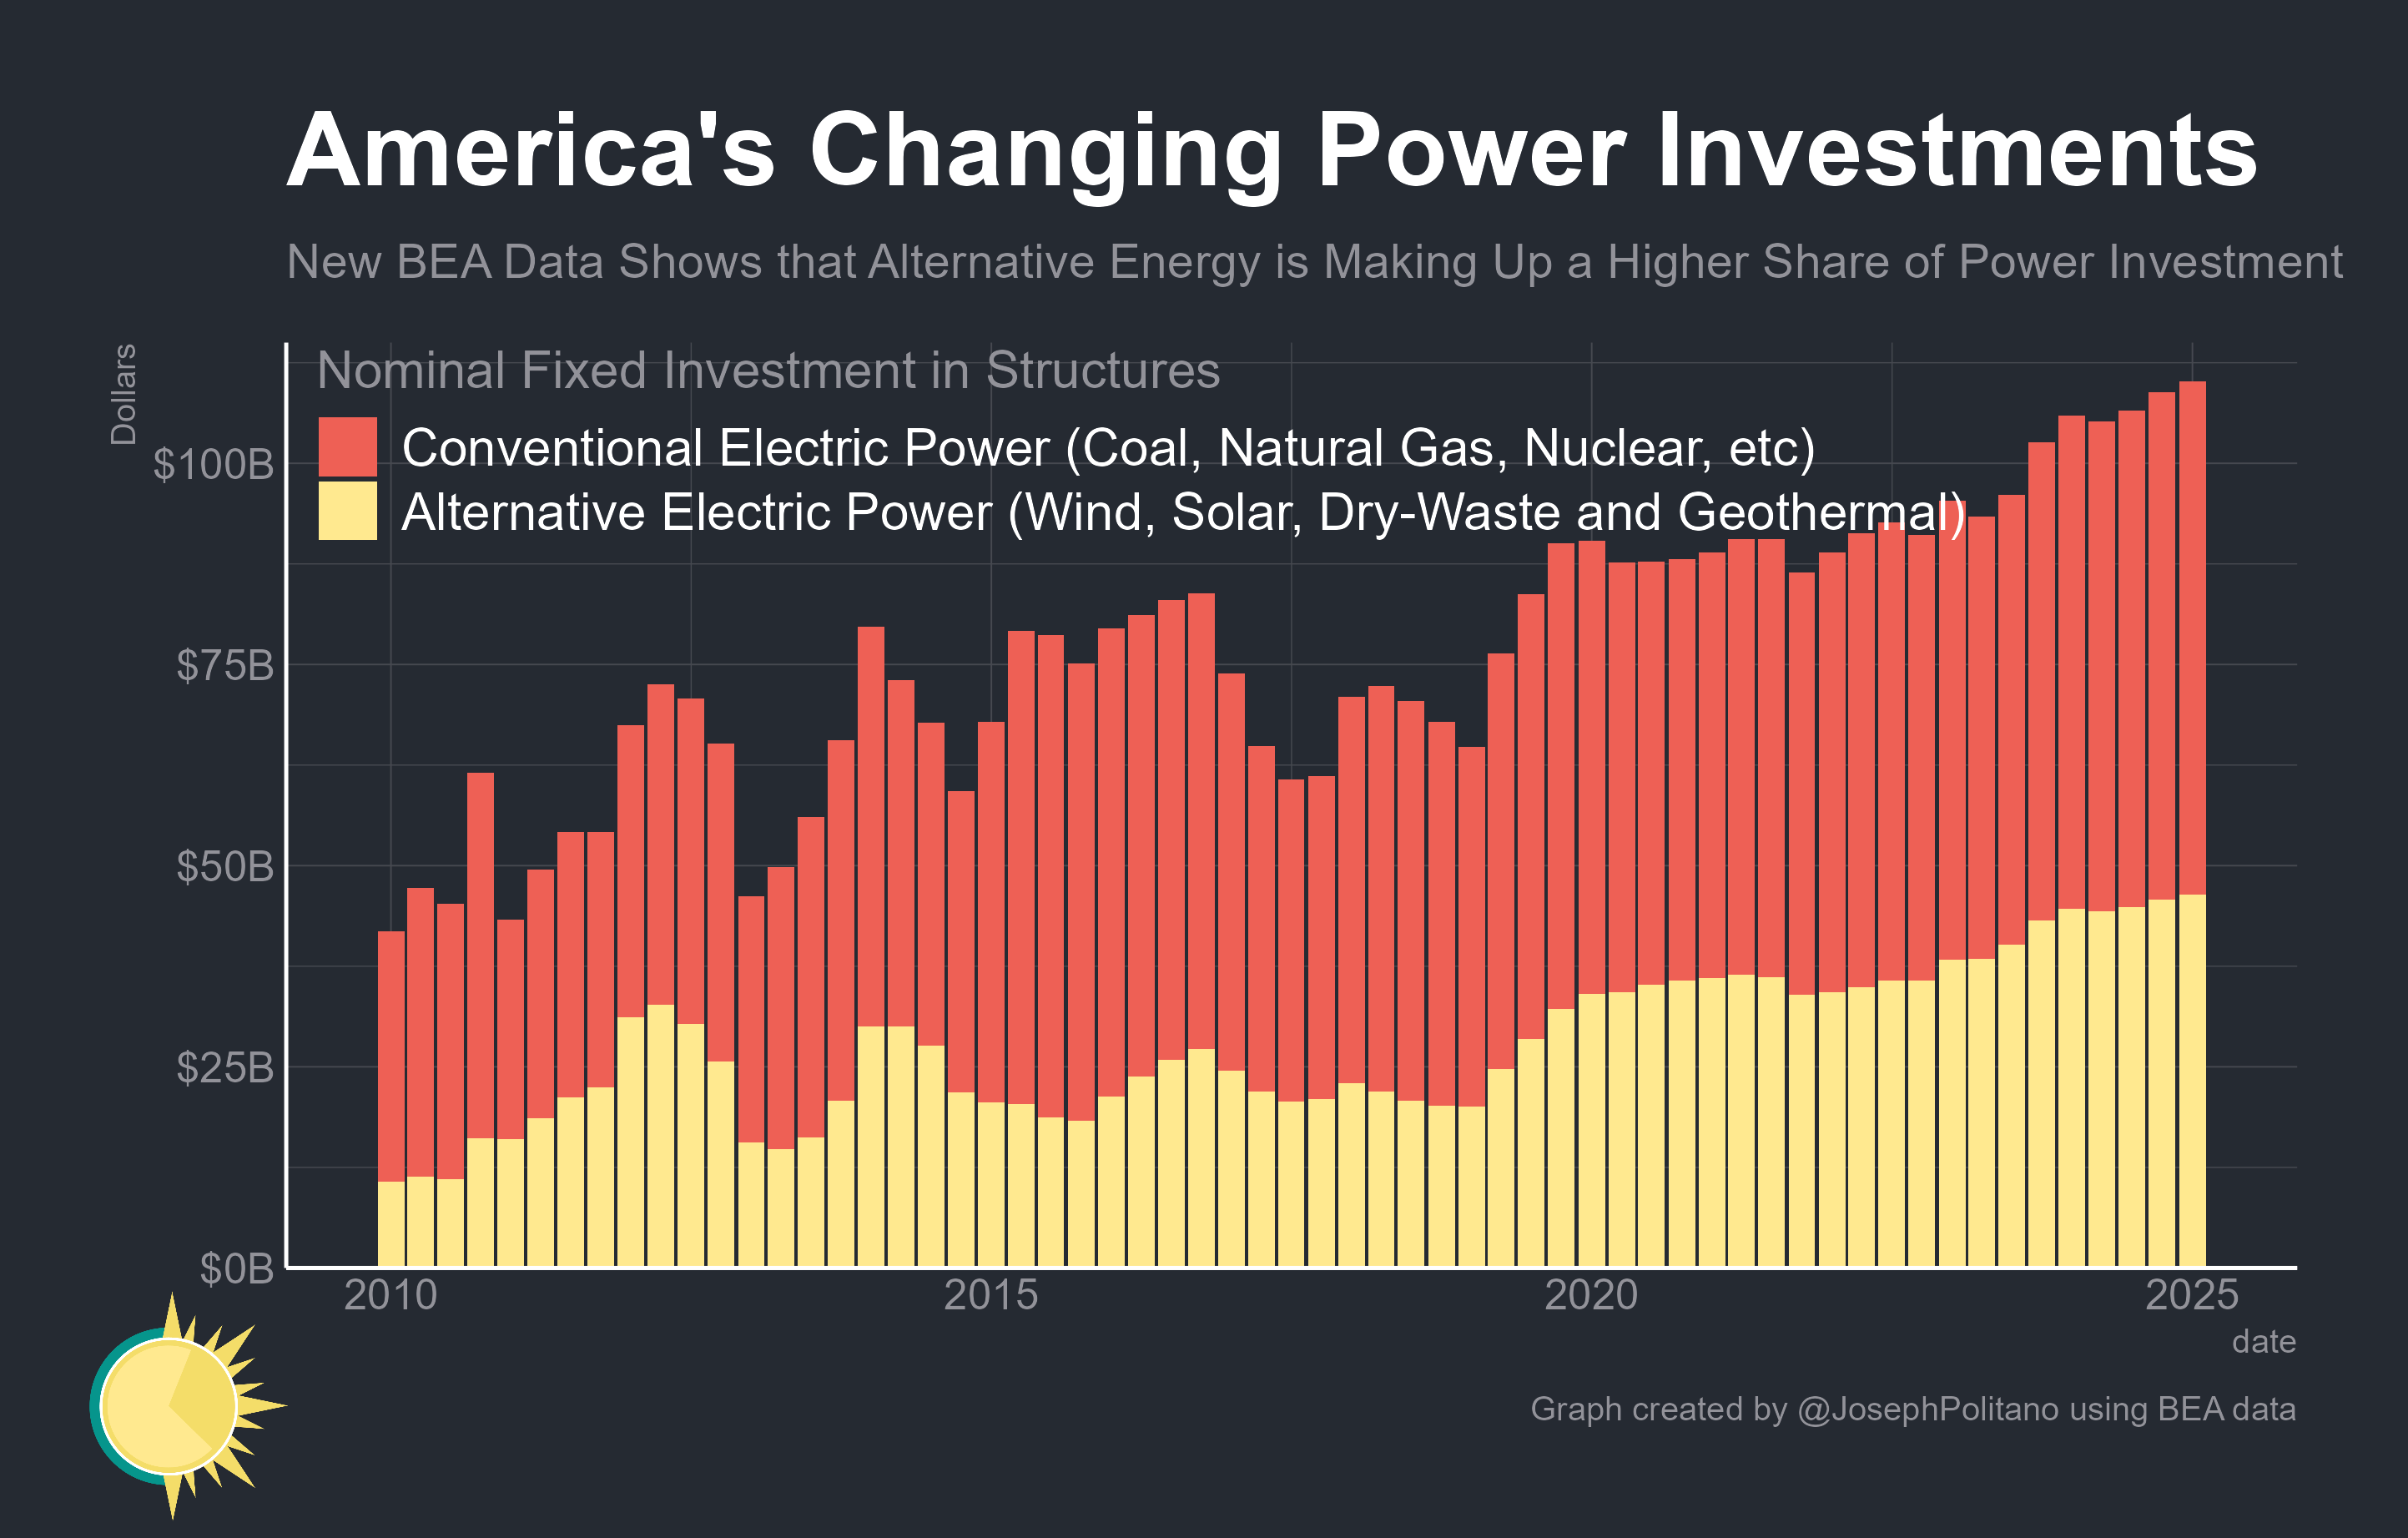 America's Changing Power Investments
New BEA Data Shows that Alternative Energy is Making Up a Higher Share of Power Investment
Dollars
Nominal Fixed Investment in Structures
Conventional Electric Power (Coal, Natural Gas, Nuclear, etc)
Alternative Electric Power (Wind, Solar, Dry-Waste and Geothermal)
$100B
$75B
$50B
$25B
$0B
2010 2015 2020 2025
date
Graph created by @JosephPolitano using BEA data